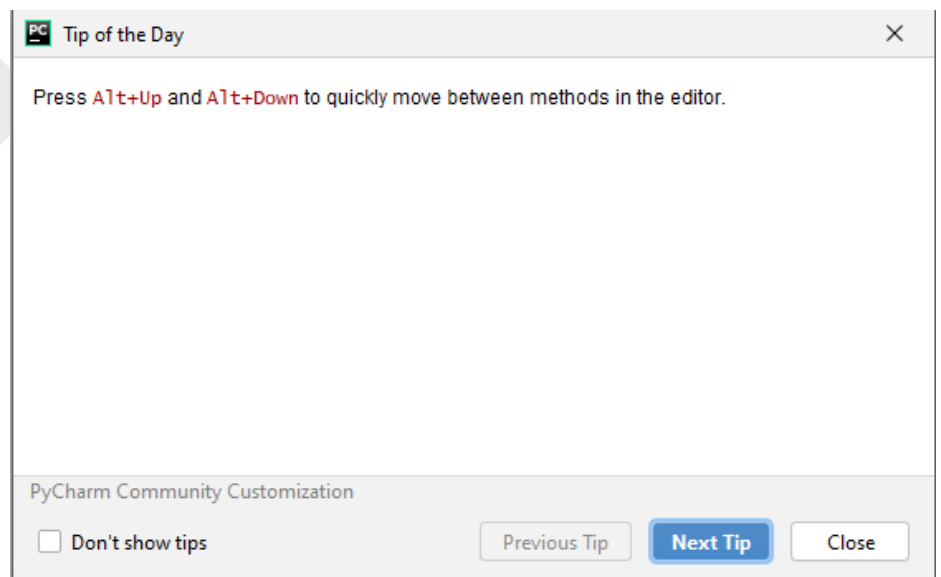 PC Tip of the Day
Press Alt+Up and Alt+Down to quickly move between methods in the editor.
PyCharm Community Customization
Don't show tips
Previous Tip
Next Tip
Close